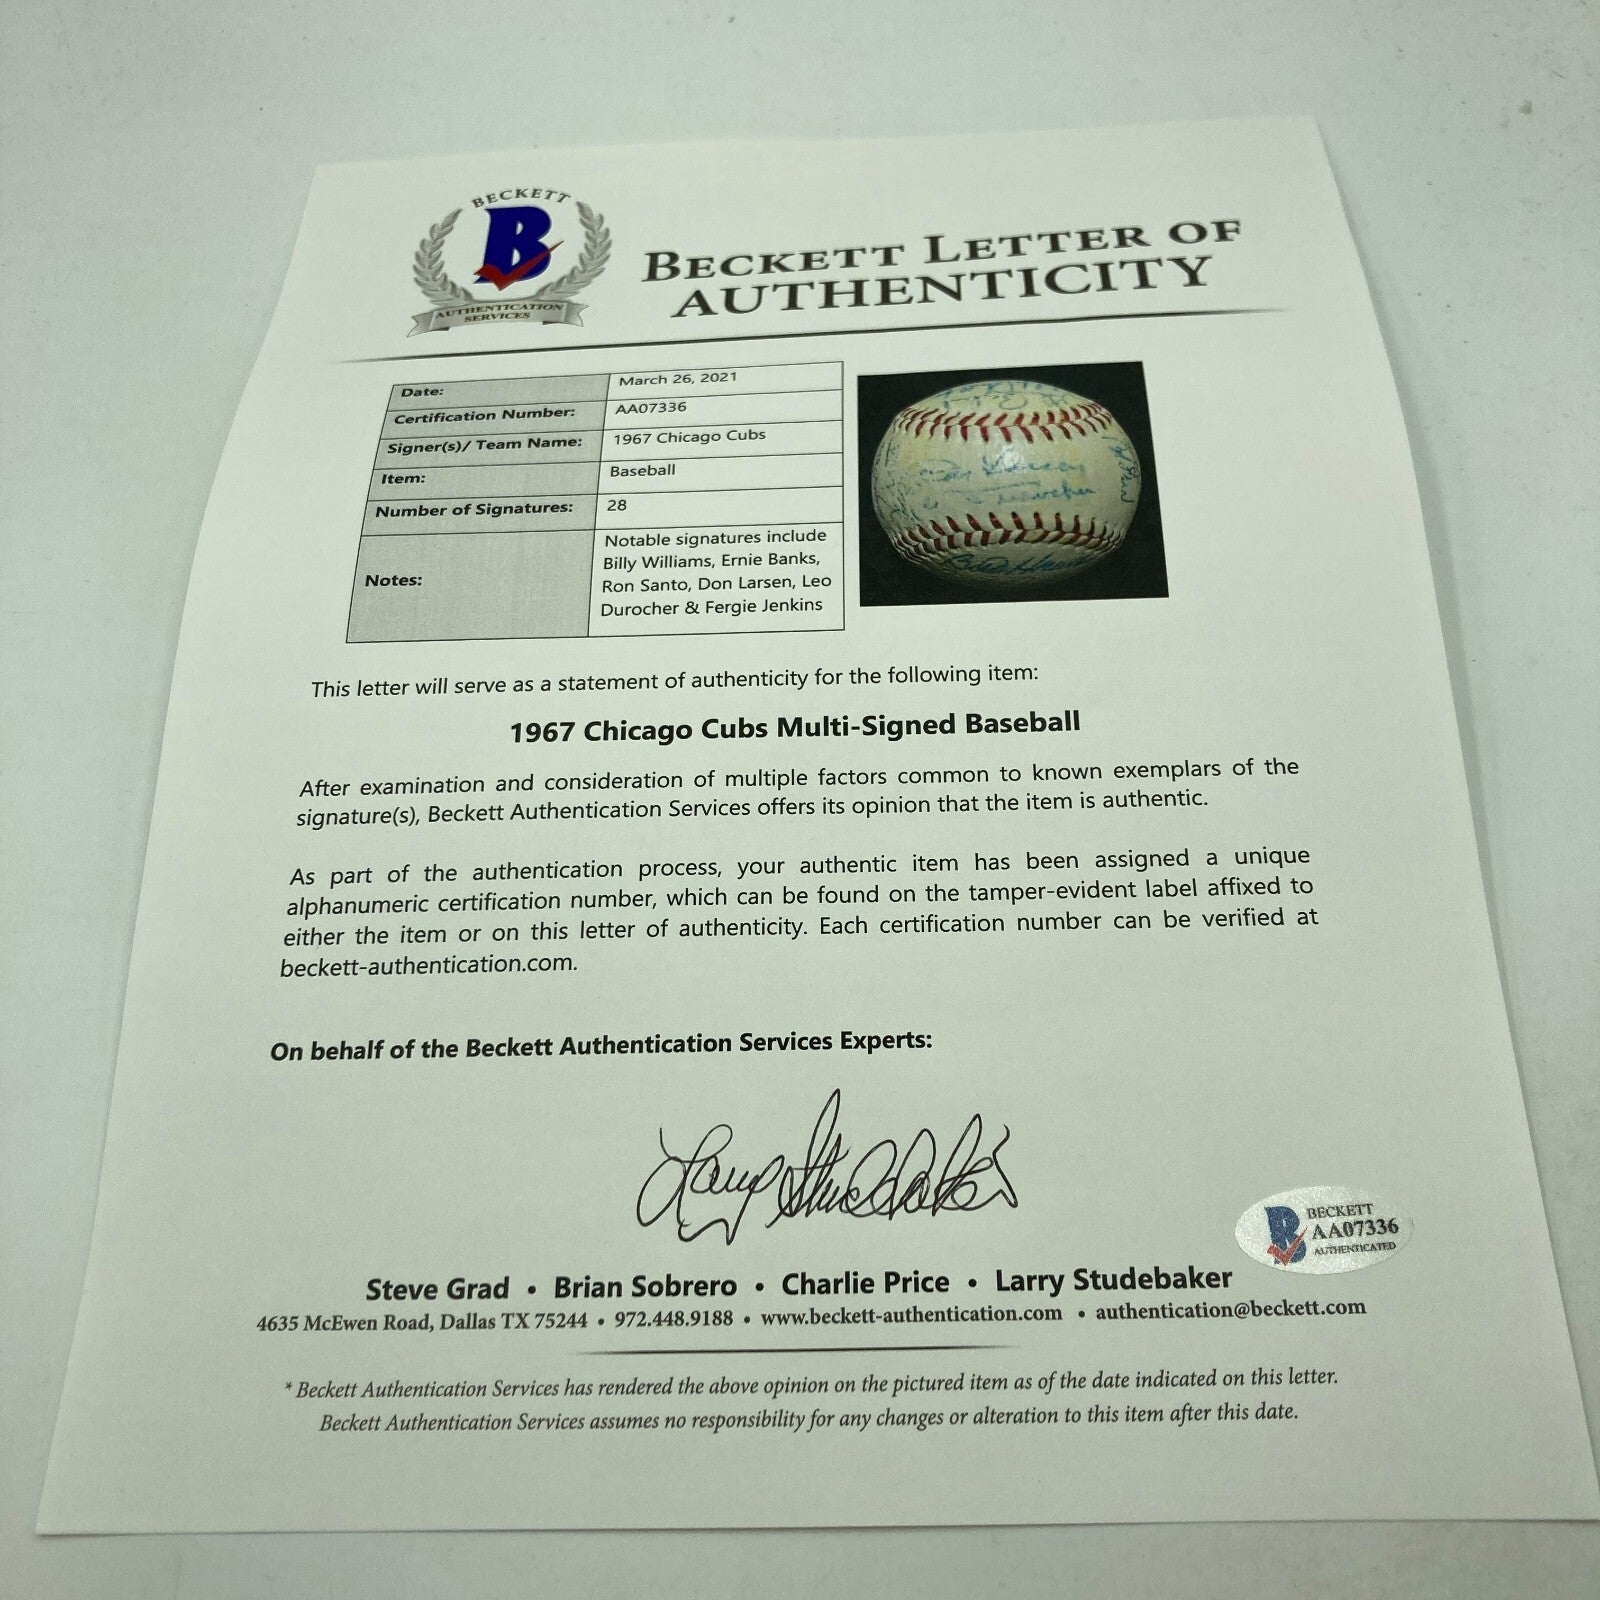 BECKETT
B
AUTHENTICATION
SERVICES
BECKETT LETTER OF
AUTHENTICITY
Date: March 26, 2021
Certification Number: AA07336
Signer(s)/ Team Name: 1967 Chicago Cubs
Item: Baseball
Number of Signatures: 28
Notes: Notable signatures include
Billy Williams, Ernie Banks,
Ron Santo, Don Larsen, Leo
Durocher & Fergie Jenkins
This letter will serve as a statement of authenticity for the following item:
1967 Chicago Cubs Multi-Signed Baseball
After examination and consideration of multiple factors common to known exemplars of the
signature(s), Beckett Authentication Services offers its opinion that the item is authentic.
As part of the authentication process, your authentic item has been assigned a unique
alphanumeric certification number, which can be found on the tamper-evident label affixed to
either the item or on this letter of authenticity. Each certification number can be verified at
beckett-authentication.com.
On behalf of the Beckett Authentication Services Experts:
Larry Studebaker
B BECKETT
AA07336
AUTHENTICATED
Steve Grad • Brian Sobrero • Charlie Price • Larry Studebaker
4635 McEwen Road, Dallas TX 75244 • 972.448.9188 • www.beckett-authentication.com • authentication@beckett.com
* Beckett Authentication Services has rendered the above opinion on the pictured item as of the date indicated on this letter.
Beckett Authentication Services assumes no responsibility for any changes or alteration to this item after this date.